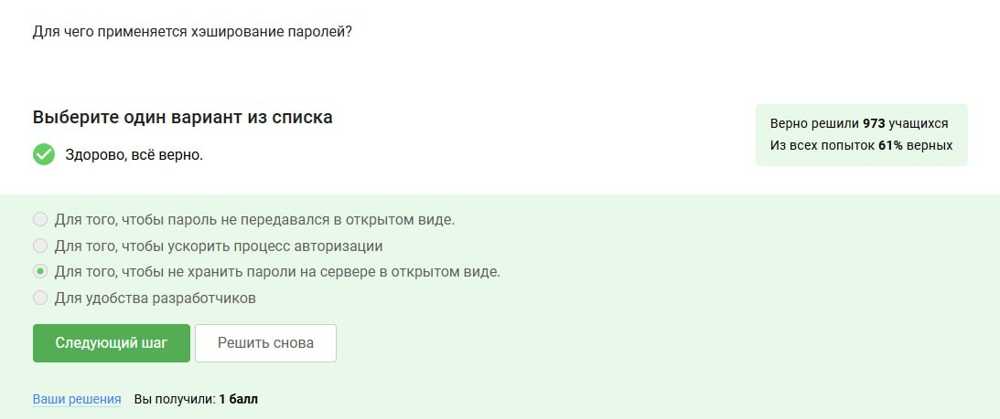 Для чего применяется хэширование паролей?
Выберите один вариант из списка
Здорово, всё верно.
Верно решили 973 учащихся
Из всех попыток 61% верных
Для того, чтобы пароль не передавался в открытом виде.
Для того, чтобы ускорить процесс авторизации
Для того, чтобы не хранить пароли на сервере в открытом виде.
Для удобства разработчиков
Следующий шаг
Решить снова
Ваши решения Вы получили: 1 балл